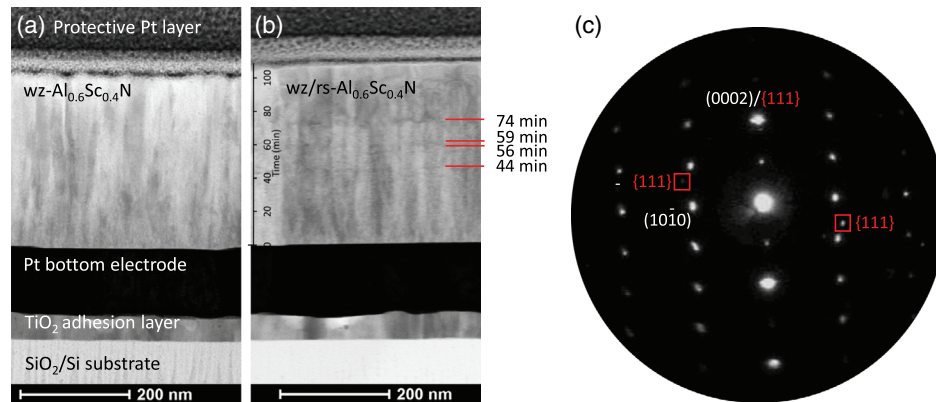 (a)
Protective Pt layer
wz-Al0.6Sc0.4N
Pt bottom electrode
TiO2 adhesion layer
SiO2/Si substrate
200 nm
(b)
wz/rs-Al0.6Sc0.4N
100
80
60
40
20
0
Time (min)
200 nm
74 min
59 min
56 min
44 min
(c)
(0002)/{111}
{111}
(101̄0)
{111}